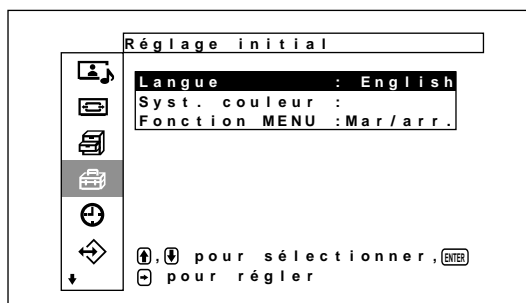 Réglage initial
Langue : English
Syst. couleur :
Fonction MENU :Mar/arr.
, pour sélectionner, ENTER
pour régler